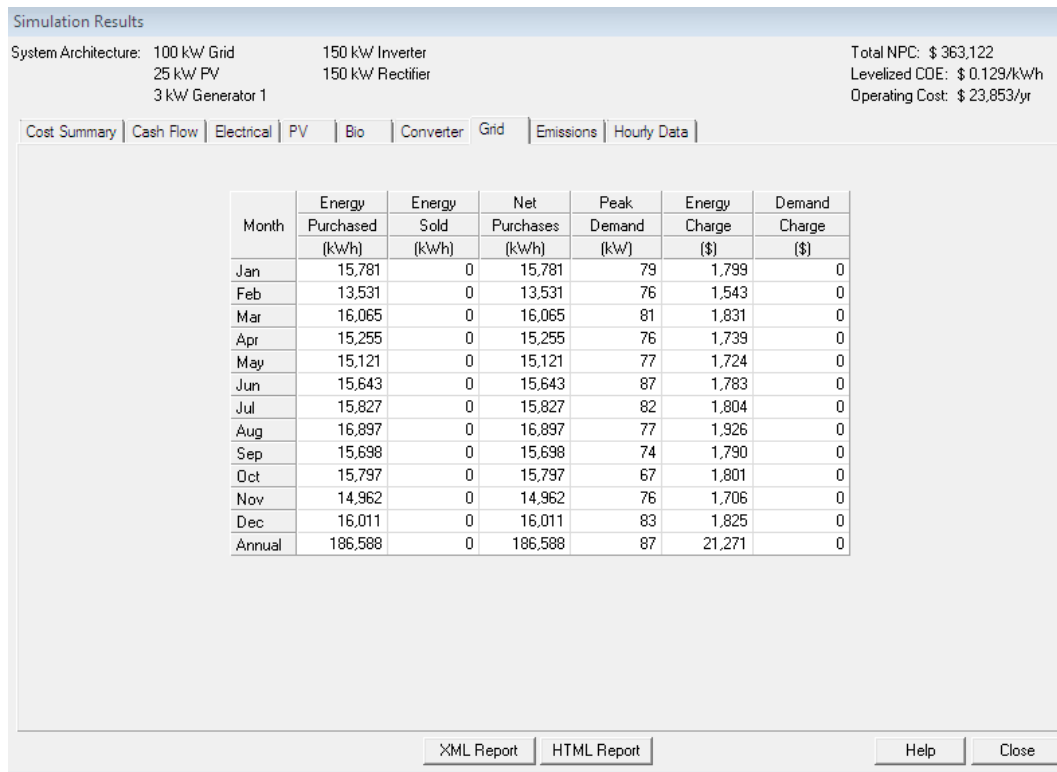 Simulation Results
System Architecture: 100 kW Grid 150 kW Inverter Total NPC: $ 363,122
25 kW PV 150 kW Rectifier Levelized COE: $ 0.129/kWh
3 kW Generator 1 Operating Cost: $ 23,853/yr
Cost Summary Cash Flow Electrical PV Bio Converter Grid Emissions Hourly Data
Energy Energy Net Peak Energy Demand
Month Purchased Sold Purchases Demand Charge Charge
(kWh) (kWh) (kWh) (kW) ($) ($)
Jan 15,781 0 15,781 79 1,799 0
Feb 13,531 0 13,531 76 1,543 0
Mar 16,065 0 16,065 81 1,831 0
Apr 15,255 0 15,255 76 1,739 0
May 15,121 0 15,121 77 1,724 0
Jun 15,643 0 15,643 87 1,783 0
Jul 15,827 0 15,827 82 1,804 0
Aug 16,897 0 16,897 77 1,926 0
Sep 15,698 0 15,698 74 1,790 0
Oct 15,797 0 15,797 67 1,801 0
Nov 14,962 0 14,962 76 1,706 0
Dec 16,011 0 16,011 83 1,825 0
Annual 186,588 0 186,588 87 21,271 0
XML Report HTML Report Help Close